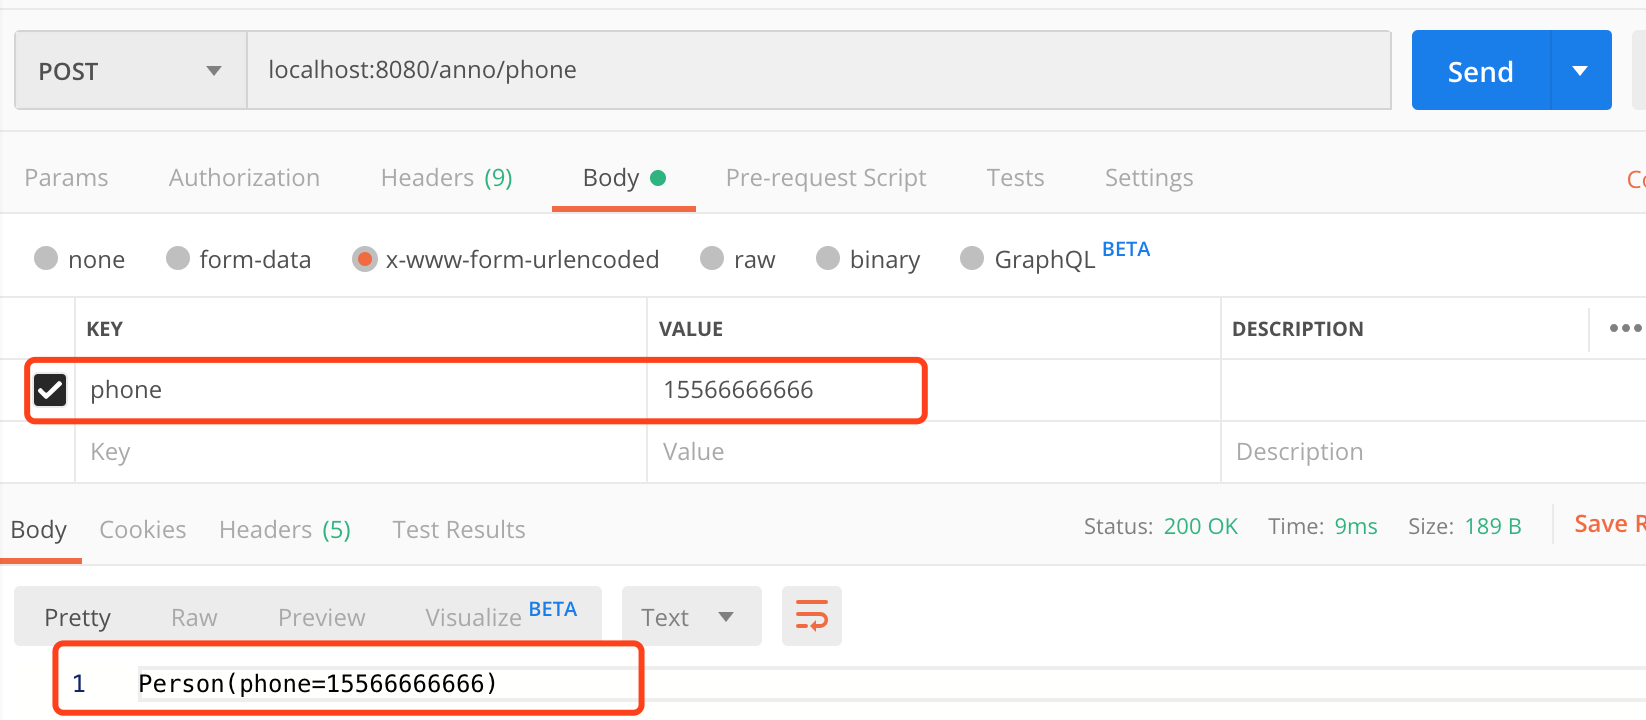 POST localhost:8080/anno/phone Send
Params Authorization Headers (9) Body Pre-request Script Tests Settings
none form-data x-www-form-urlencoded raw binary GraphQL BETA
KEY VALUE DESCRIPTION
phone 15566666666
Key Value Description
Body Cookies Headers (5) Test Results Status: 200 OK Time: 9ms Size: 189 B Save R
Pretty Raw Preview Visualize BETA Text
1 Person(phone=15566666666)